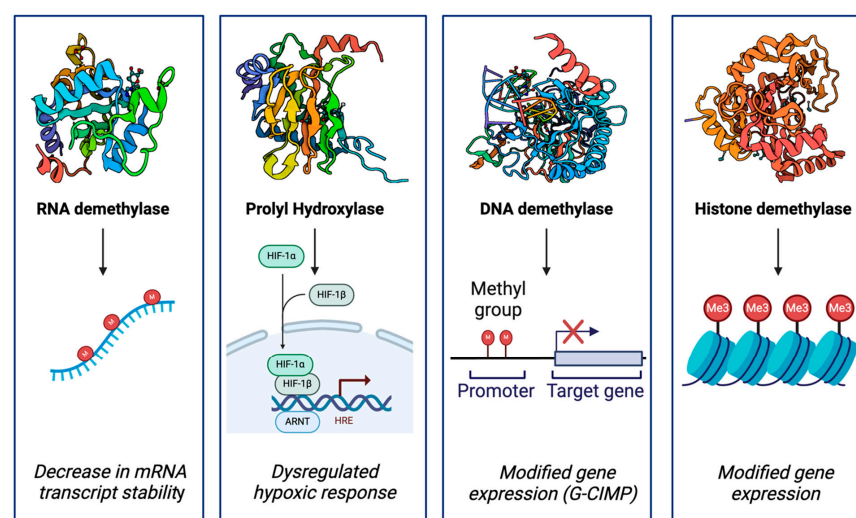 RNA demethylase
M
M
M
Decrease in mRNA
transcript stability
Prolyl Hydroxylase
HIF-1α
HIF-1β
HIF-1α
HIF-1β
ARNT
HRE
Dysregulated
hypoxic response
DNA demethylase
Methyl
group
M M
Promoter
Target gene
Modified gene
expression (G-CIMP)
Histone demethylase
Me3 Me3 Me3 Me3
Modified gene
expression